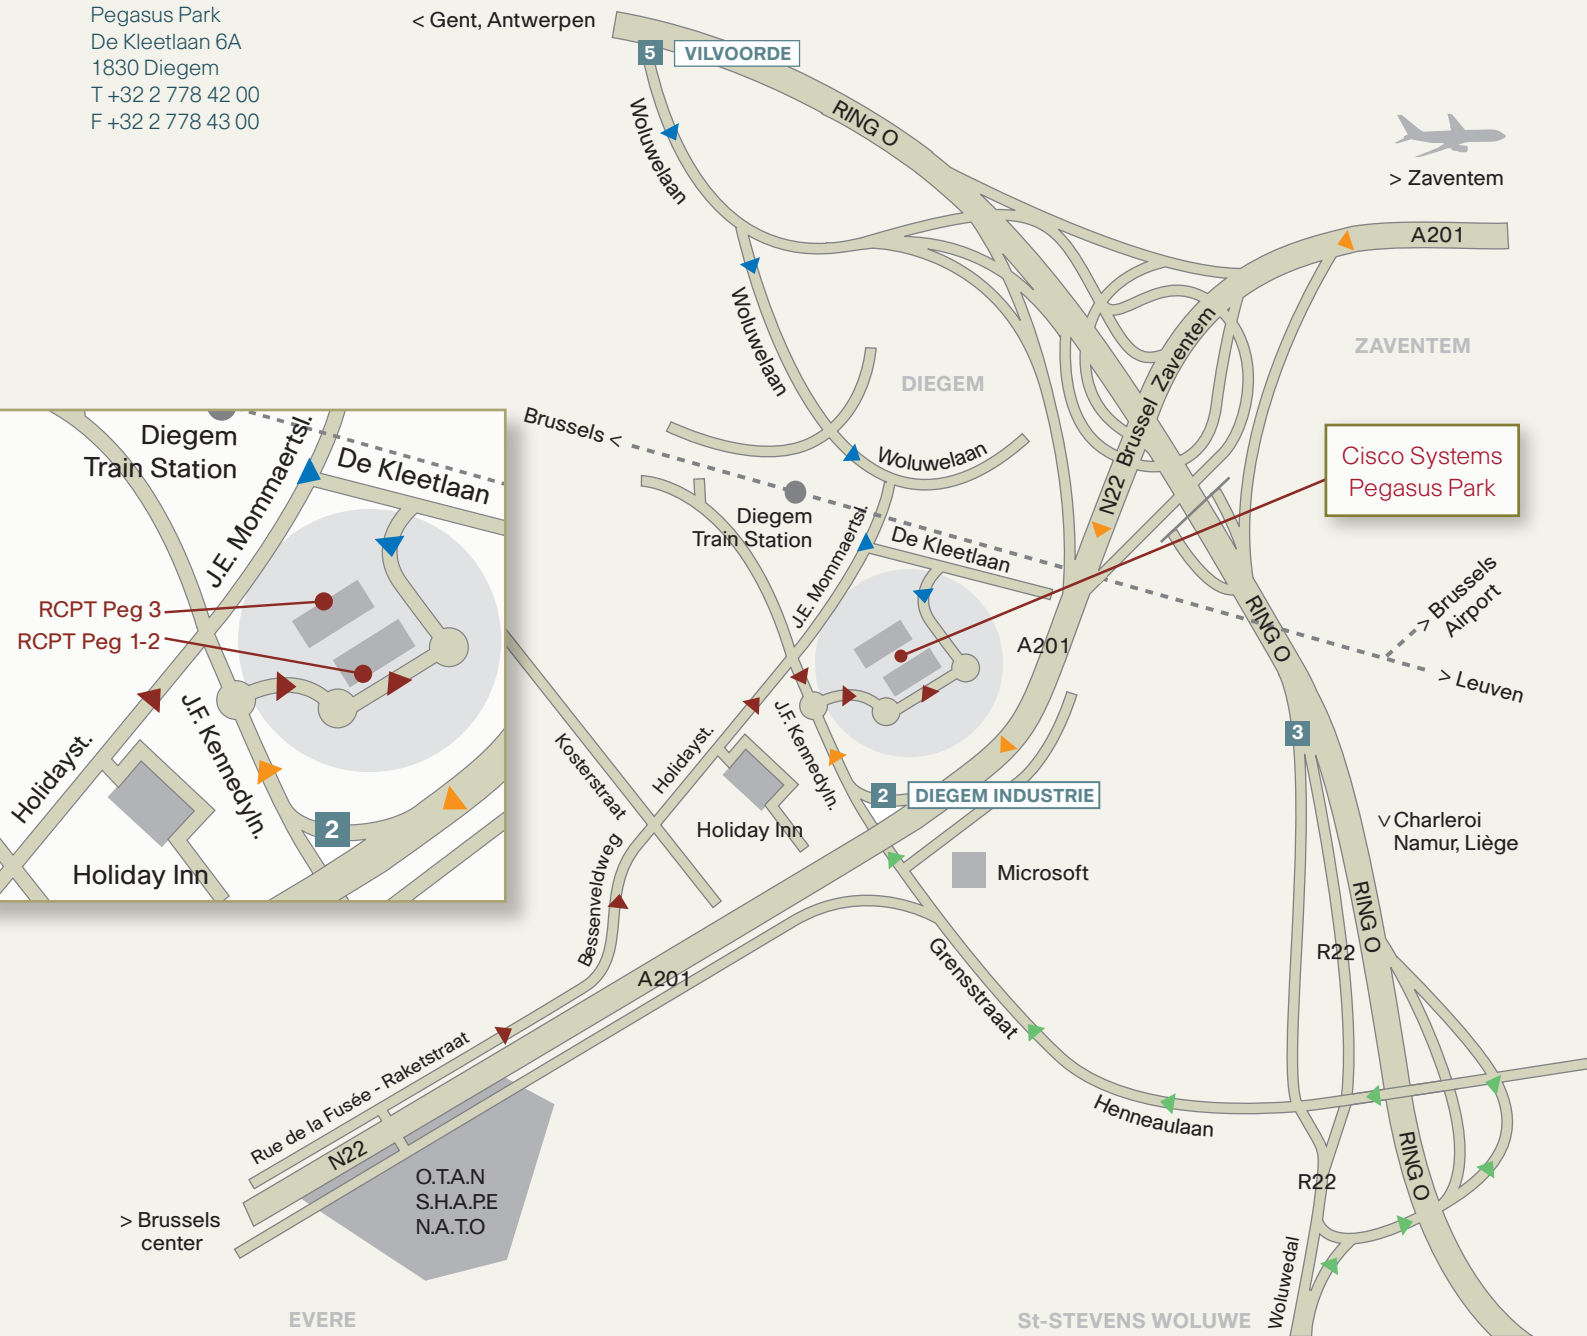 Pegasus Park
De Kleetlaan 6A
1830 Diegem
T +32 2 778 42 00
F +32 2 778 43 00
< Gent, Antwerpen
5
VILVOORDE
RING O
Woluwelaan
> Zaventem
A201
ZAVENTEM
Woluwelaan
DIEGEM
N22 Brussel Zaventem
Brussels <
Woluwelaan
Cisco Systems
Pegasus Park
Diegem
Train Station
J.E. Mommaertsl.
De Kleetlaan
RCPT Peg 3
RCPT Peg 1-2
Holidayst.
J.F. Kennedyln.
2
Holiday Inn
Diegem
Train Station
J.E. Mommaertsl.
De Kleetlaan
> Brussels
Airport
> Leuven
RING O
A201
3
Kosterstraat
Holidayst.
J.F. Kennedyln.
2
DIEGEM INDUSTRIE
Holiday Inn
Microsoft
> Charleroi
Namur, Liège
Bessenveldweg
RING O
R22
A201
Grensstraaat
Rue de la Fusée - Raketstraat
N22
Henneaulaan
O.T.A.N
S.H.A.P.E
N.A.T.O
> Brussels
center
R22
RING O
Woluwedal
EVERE
St-STEVENS WOLUWE